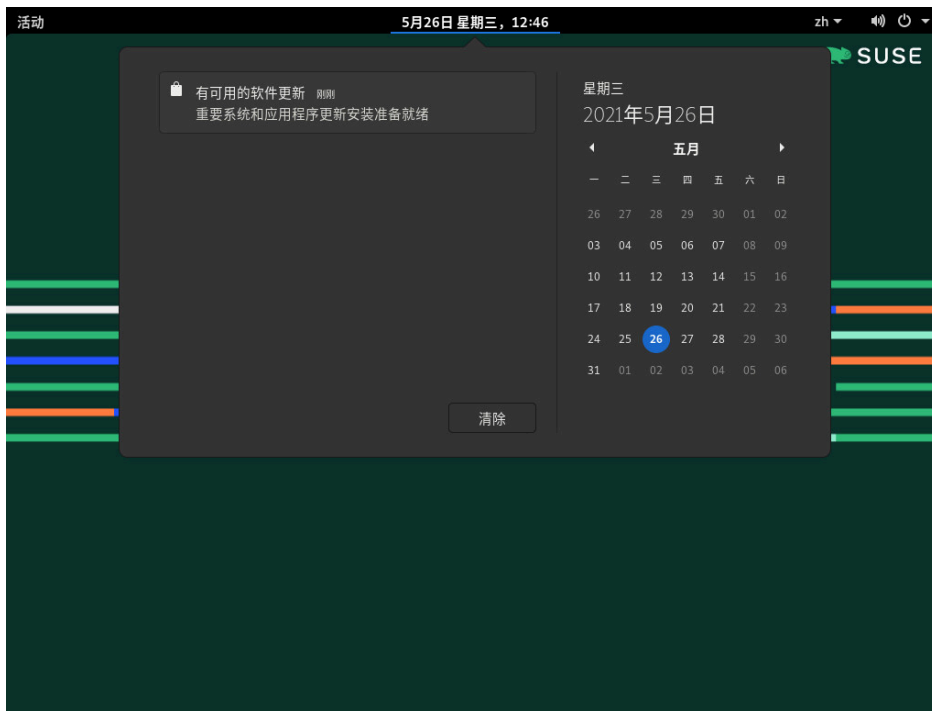 活动
5月26日 星期三，12:46
zh
SUSE
有可用的软件更新 刚刚
重要系统和应用程序更新安装准备就绪
清除
星期三
2021年5月26日
五月
一 二 三 四 五 六 日
26 27 28 29 30 01 02
03 04 05 06 07 08 09
10 11 12 13 14 15 16
17 18 19 20 21 22 23
24 25 26 27 28 29 30
31 01 02 03 04 05 06